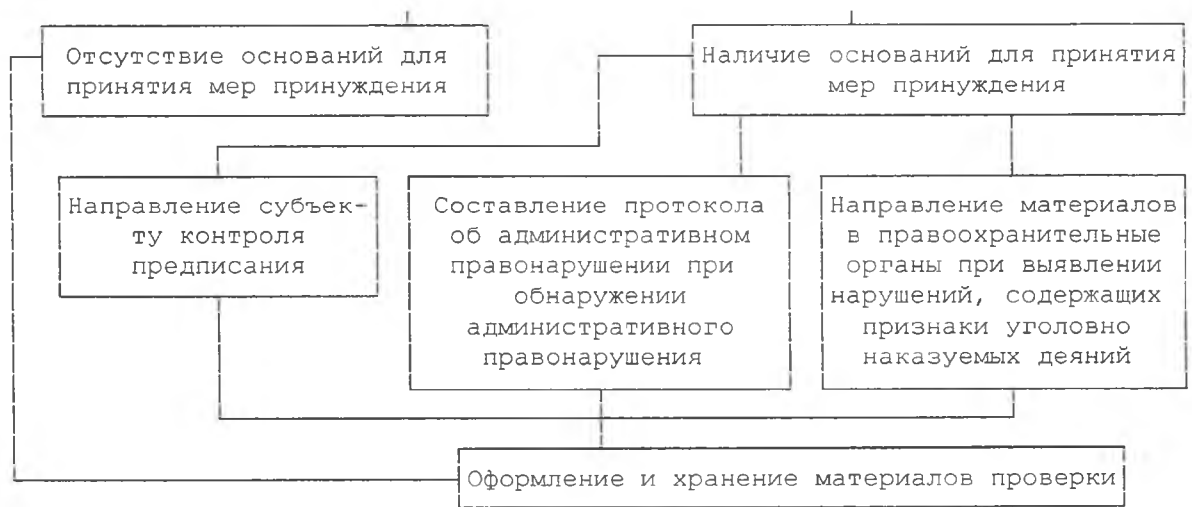 Отсутствие оснований для
принятия мер принуждения
Наличие оснований для принятия
мер принуждения
Направление субъек-
ту контроля
предписания
Составление протокола
об административном
правонарушении при
обнаружении
административного
правонарушения
Направление материалов
в правоохранительные
органы при выявлении
нарушений, содержащих
признаки уголовно
наказуемых деяний
Оформление и хранение материалов проверки